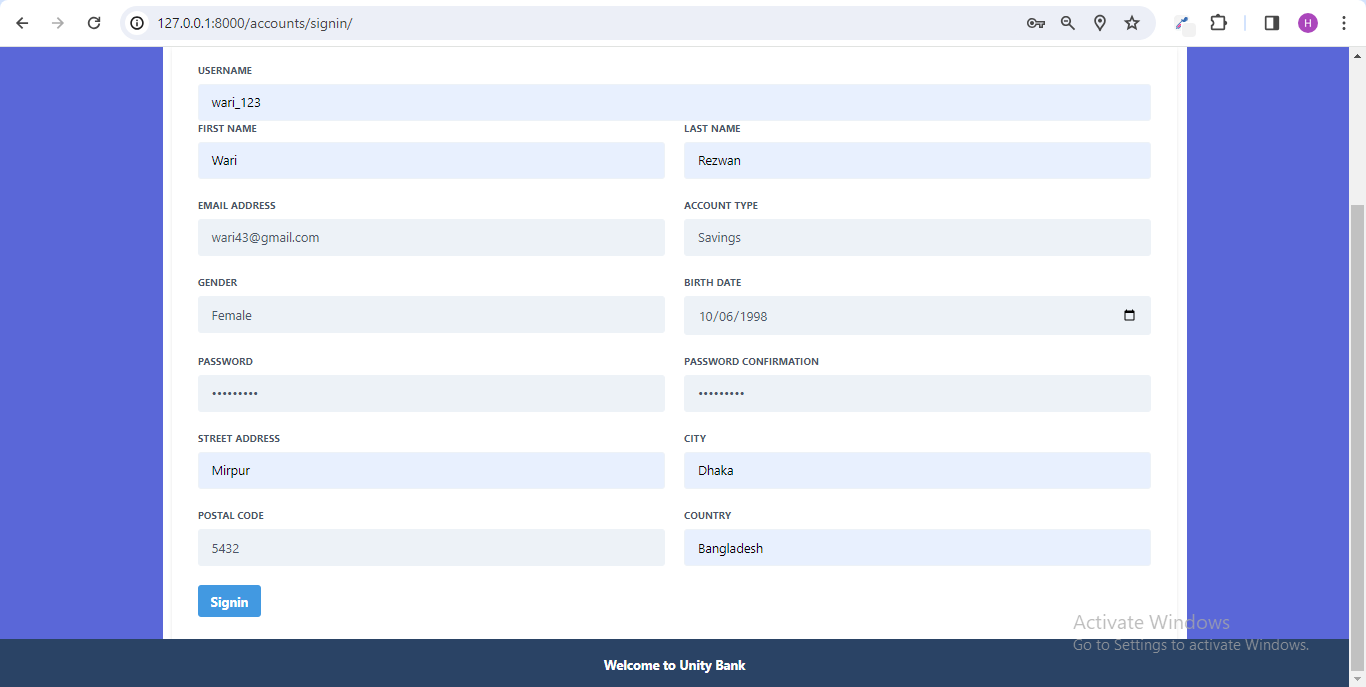 127.0.0.1:8000/accounts/signin/
H
USERNAME
wari_123
FIRST NAME LAST NAME
Wari Rezwan
EMAIL ADDRESS ACCOUNT TYPE
wari43@gmail.com Savings
GENDER BIRTH DATE
Female 10/06/1998
PASSWORD PASSWORD CONFIRMATION
••••••••• •••••••••
STREET ADDRESS CITY
Mirpur Dhaka
POSTAL CODE COUNTRY
5432 Bangladesh
Signin
Activate Windows
Go to Settings to activate Windows.
Welcome to Unity Bank